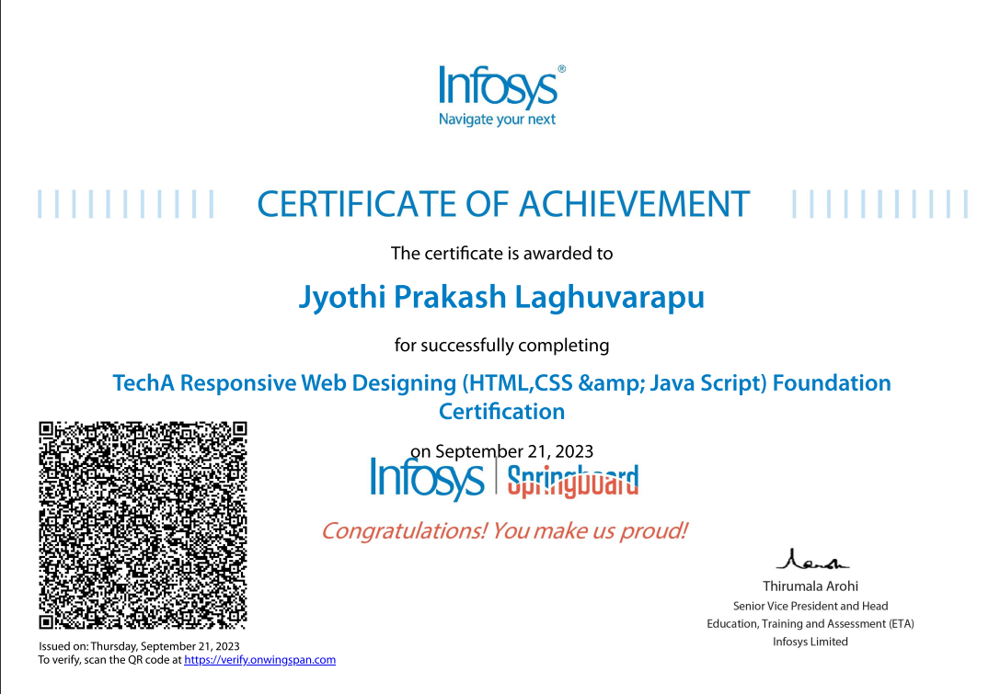 Infosys®
Navigate your next
CERTIFICATE OF ACHIEVEMENT
The certificate is awarded to
Jyothi Prakash Laghuvarapu
for successfully completing
TechA Responsive Web Designing (HTML,CSS &amp; Java Script) Foundation
Certification
on September 21, 2023
Infosys | Springboard
Congratulations! You make us proud!
Thirumala Arohi
Senior Vice President and Head
Education, Training and Assessment (ETA)
Infosys Limited
Issued on: Thursday, September 21, 2023
To verify, scan the QR code at https://verify.onwingspan.com